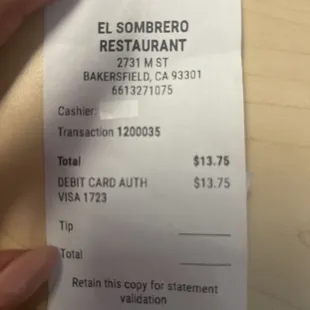 EL SOMBRERO
RESTAURANT
2731 M ST
BAKERSFIELD, CA 93301
6613271075
Cashier:
Transaction 1200035
Total $13.75
DEBIT CARD AUTH $13.75
VISA 1723
Tip
Total
Retain this copy for statement
validation